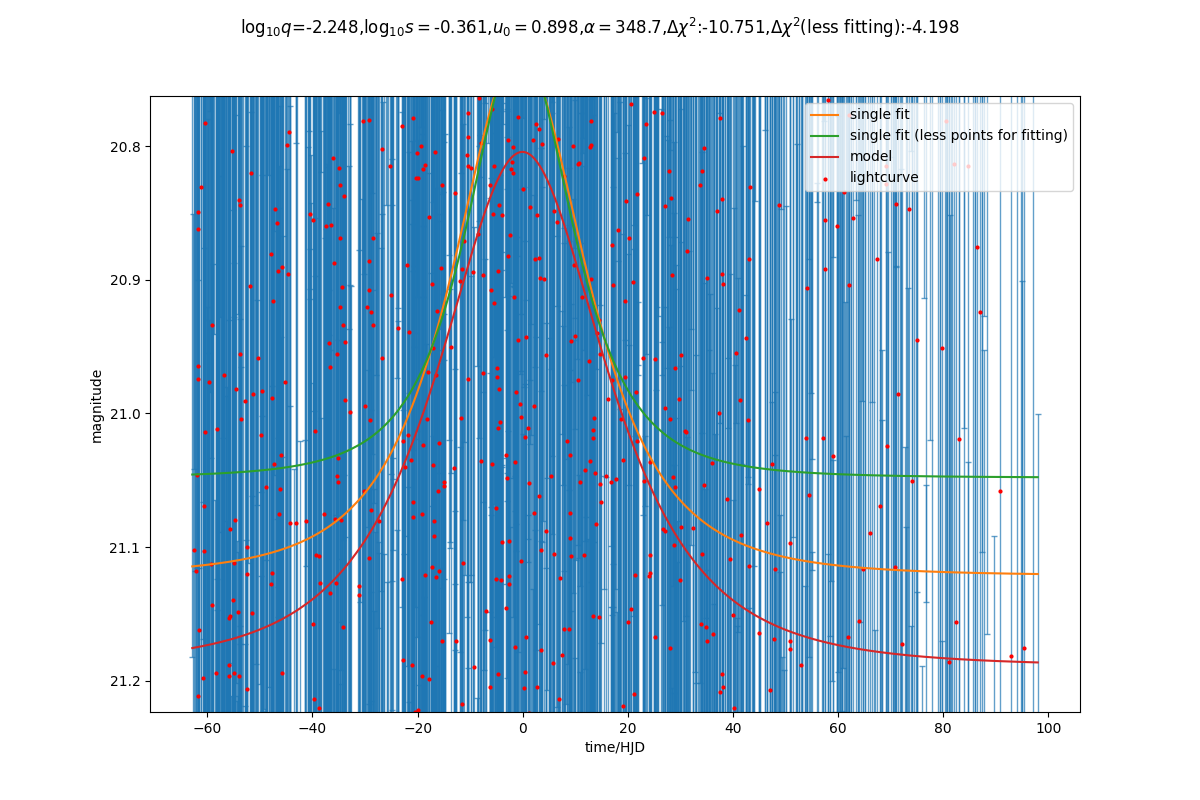 log10q=-2.248,log10s = -0.361,u0 = 0.898,α = 348.7,Δχ²:-10.751,Δχ²(less fitting):-4.198
single fit
single fit (less points for fitting)
model
lightcurve
20.8
20.9
21.0
21.1
21.2
magnitude
−60 −40 −20 0 20 40 60 80 100
time/HJD